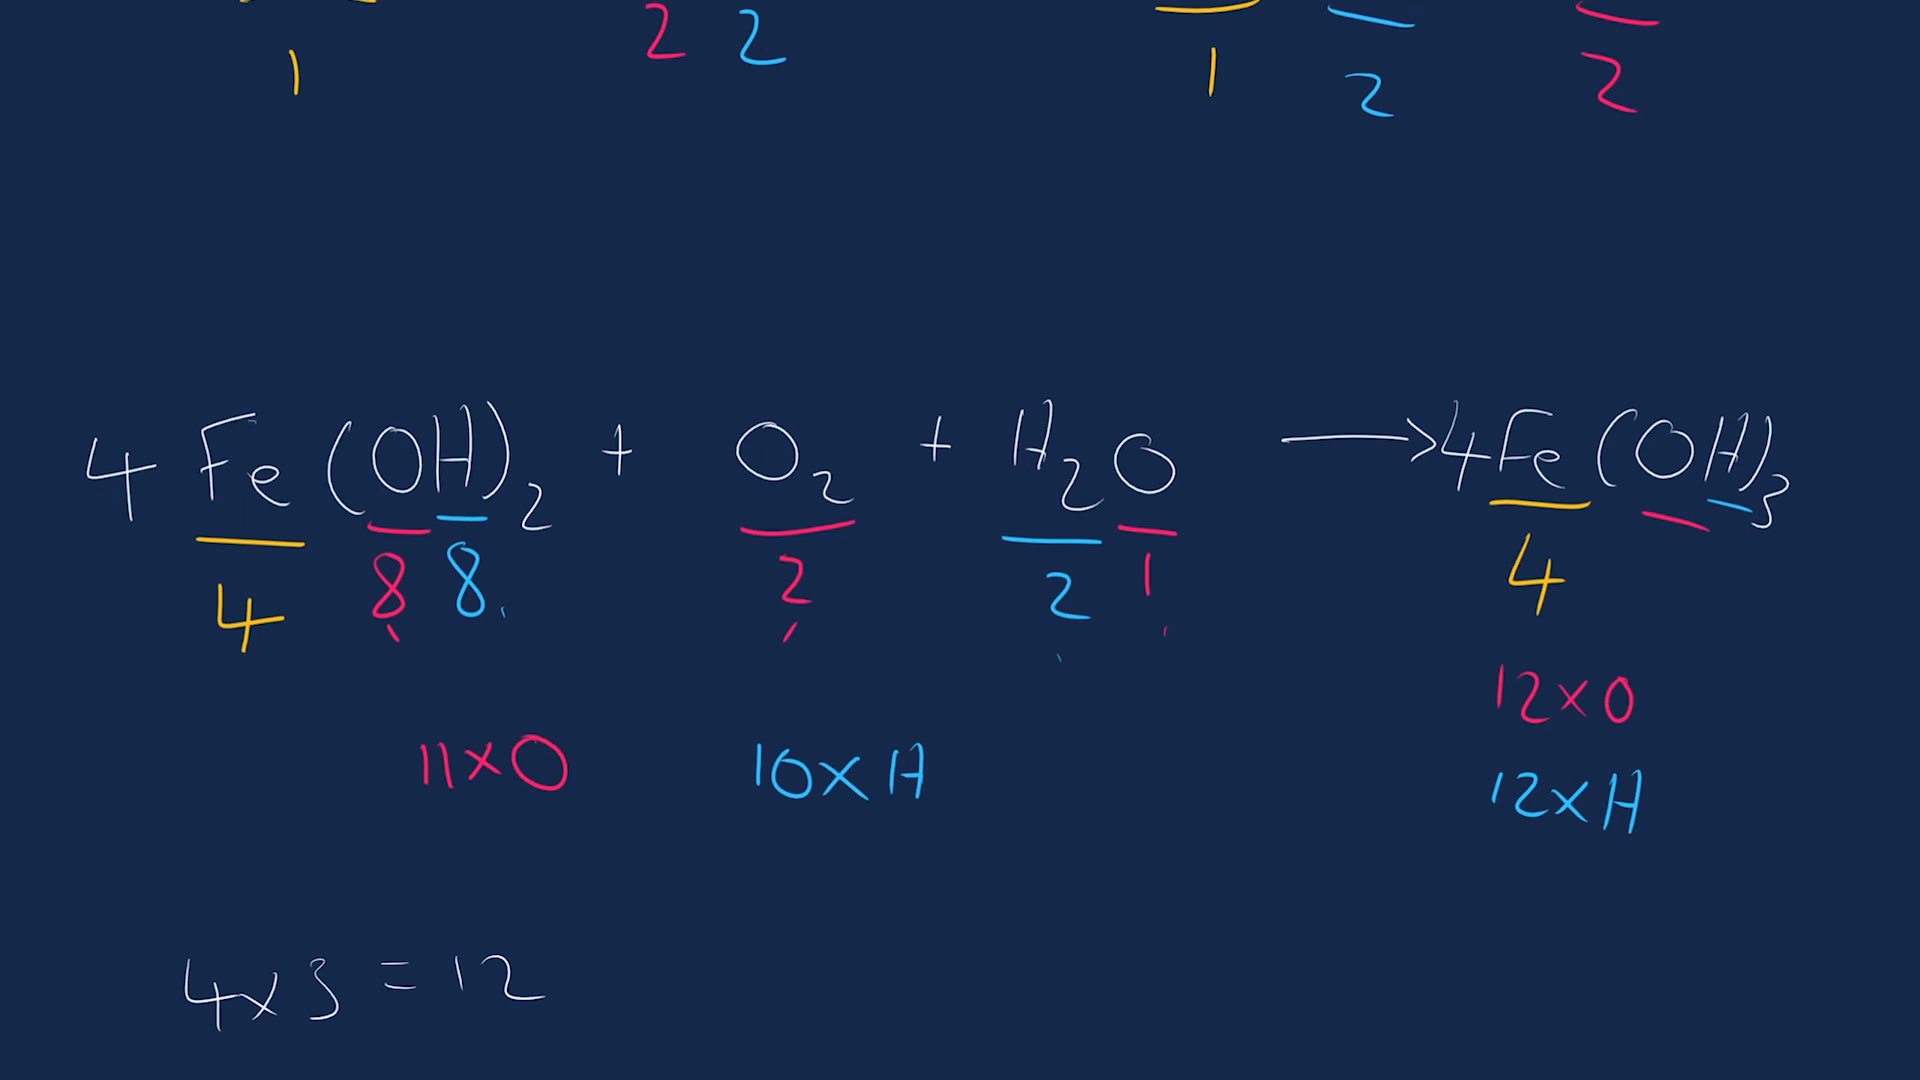 1 2 2 1 2 2
4 Fe(OH)₂ + O₂ + H₂O → 4Fe(OH)₃
4 8 8 2 2 1 4
12×O
11×O 10×H
12×H
4×3 = 12